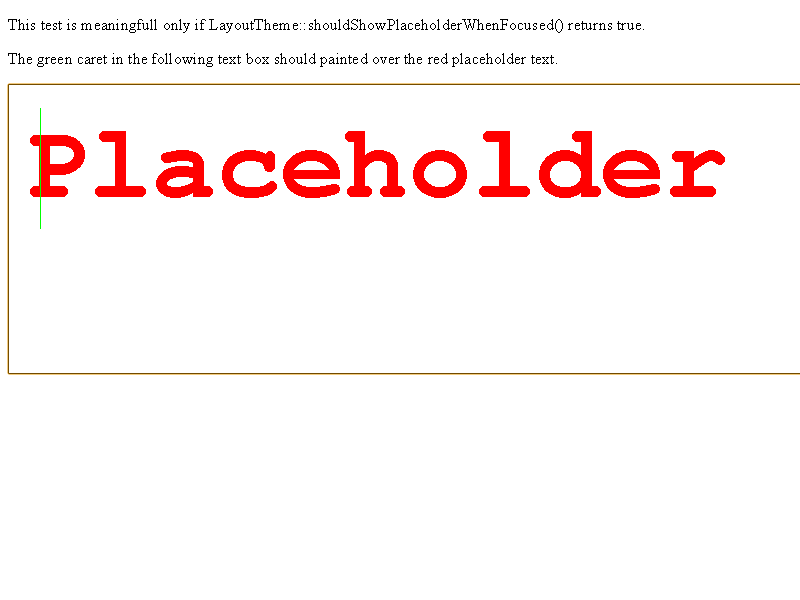 This test is meaningfull only if LayoutTheme::shouldShowPlaceholderWhenFocused() returns true.
The green caret in the following text box should painted over the red placeholder text.
Placeholder